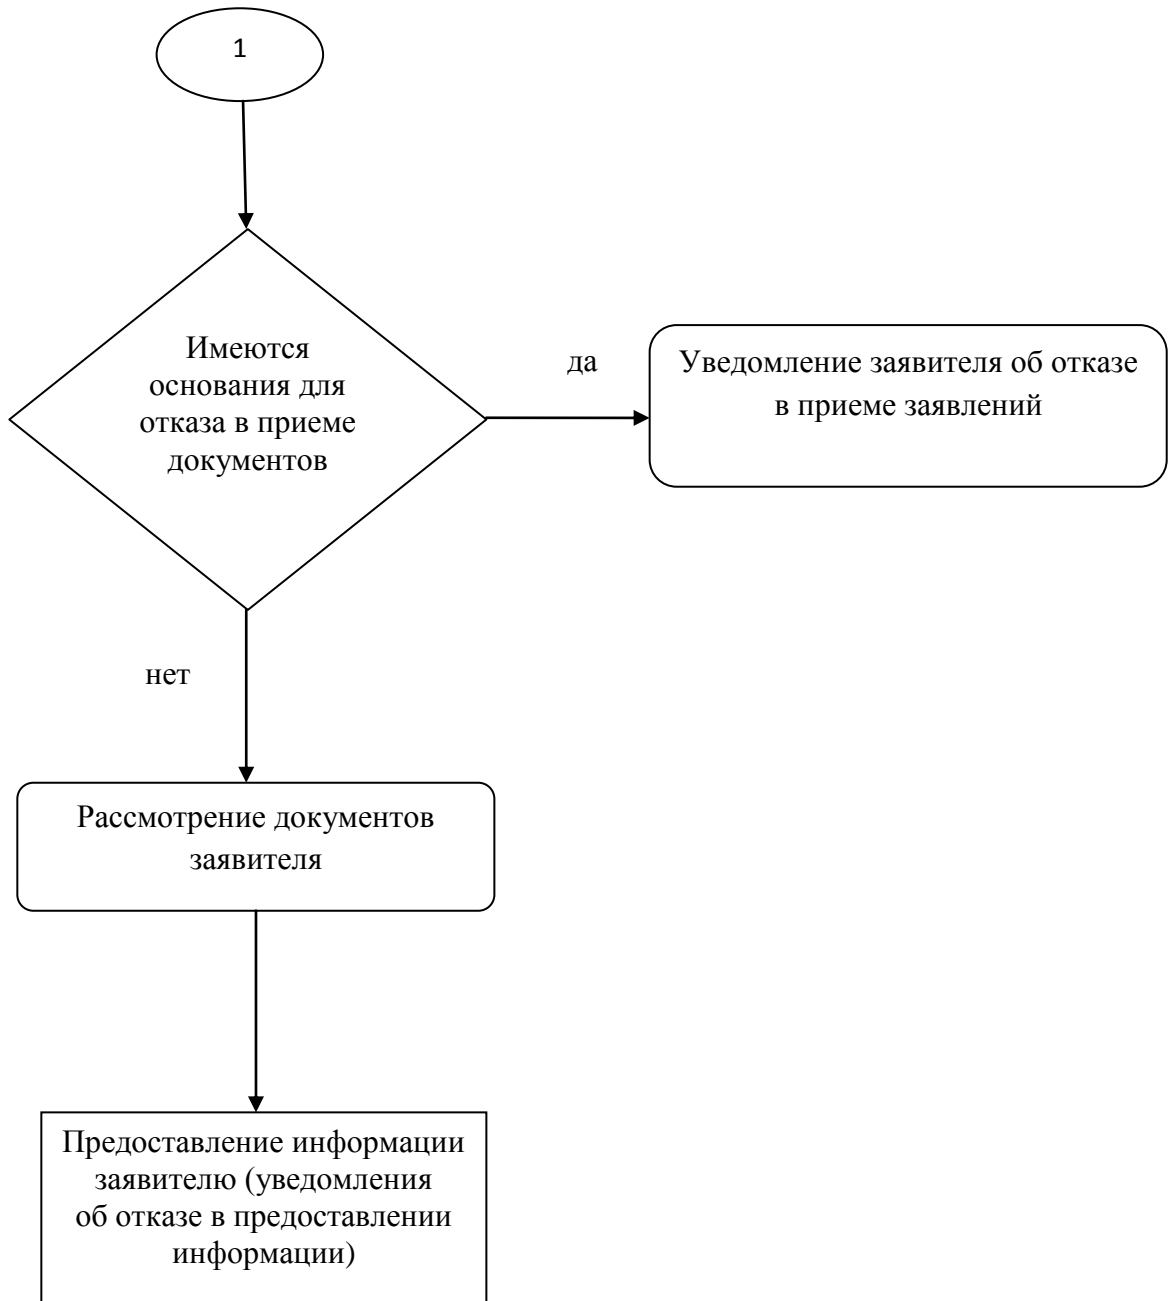 1
Имеются
основания для
отказа в приеме
документов
да
Уведомление заявителя об отказе
в приеме заявлений
нет
Рассмотрение документов
заявителя
Предоставление информации
заявителю (уведомления
об отказе в предоставлении
информации)